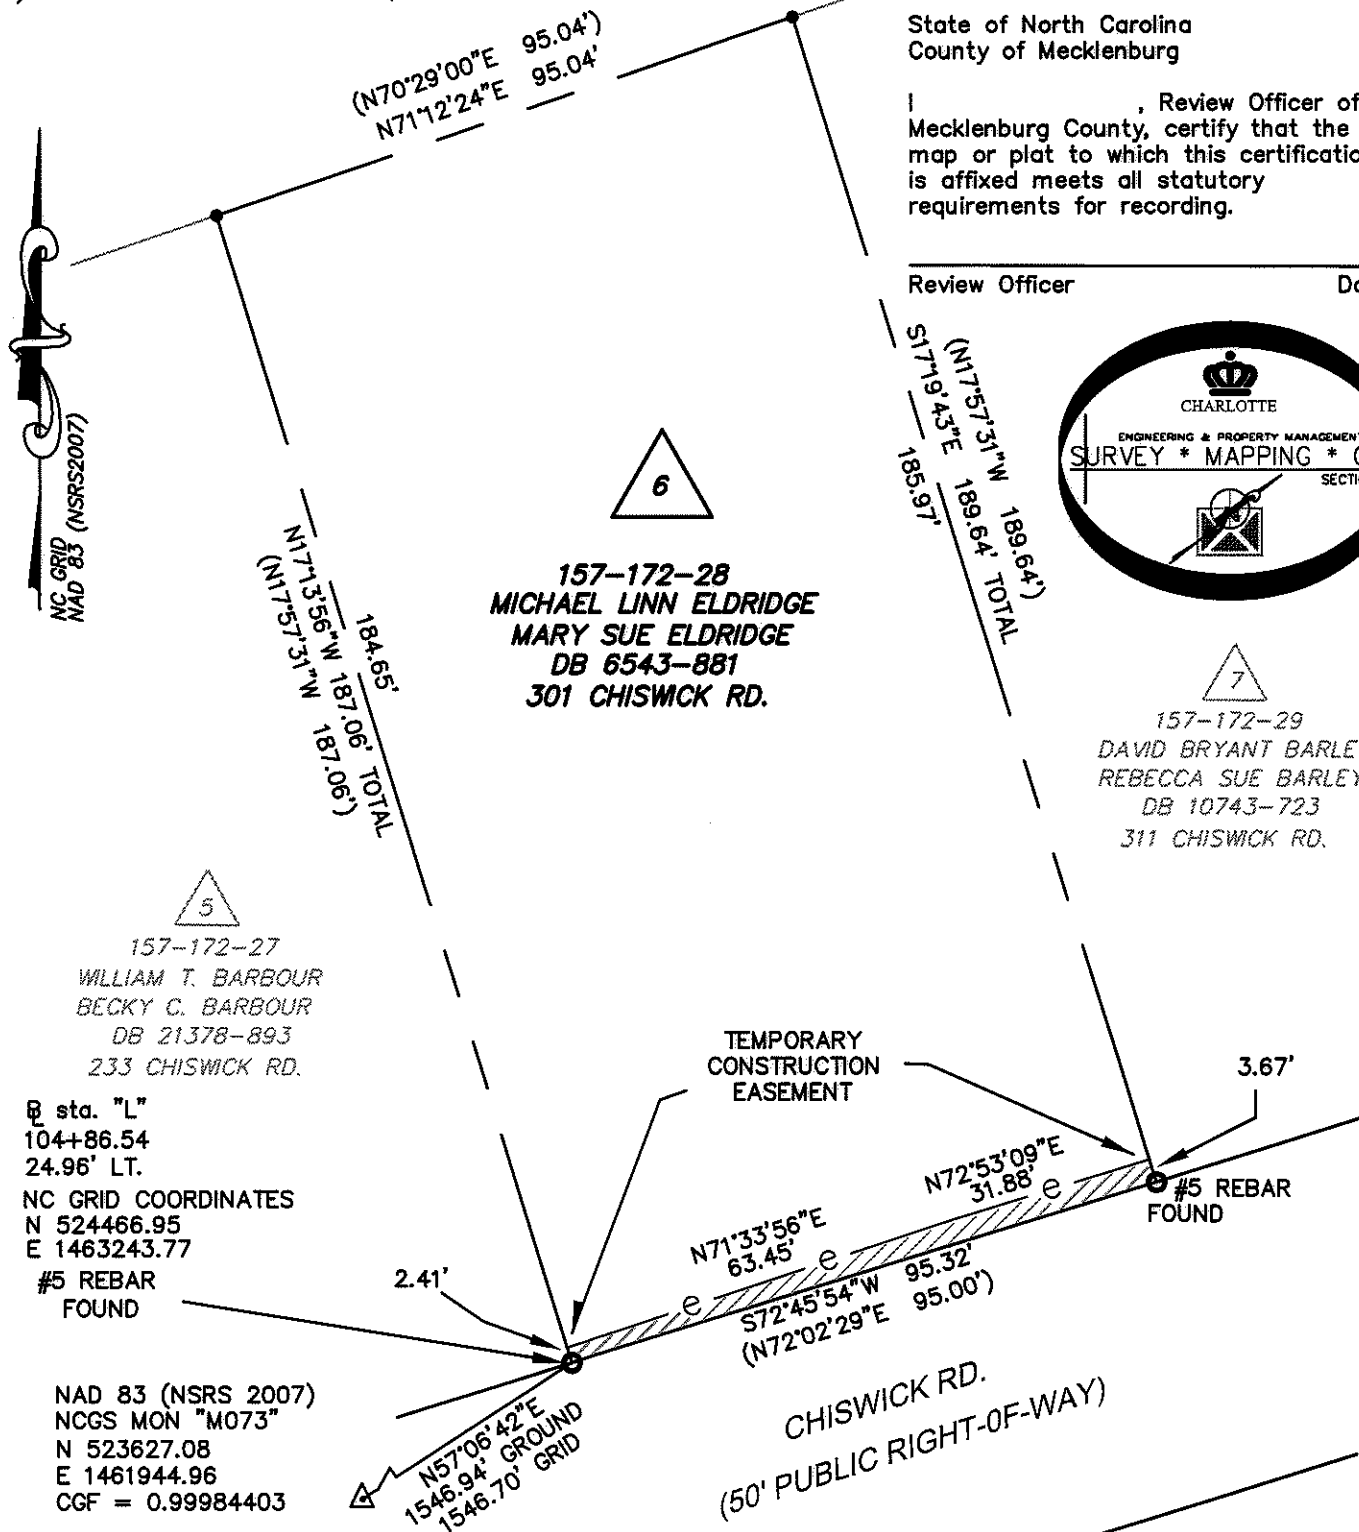 (N70°29'00"E 95.04')
N71°12'24"E 95.04'
State of North Carolina
County of Mecklenburg
I , Review Officer of
Mecklenburg County, certify that the
map or plat to which this certificatio
is affixed meets all statutory
requirements for recording.
Review Officer Da
NC GRID
NAD 83 (NSRS2007)
(N17°57'31"W 189.64')
S17°19'43"E 189.64' TOTAL
185.97'
CHARLOTTE
ENGINEERING & PROPERTY MANAGEMENT
SURVEY * MAPPING * G
SECTI
6
157-172-28
MICHAEL LINN ELDRIDGE
MARY SUE ELDRIDGE
DB 6543-881
301 CHISWICK RD.
184.65'
N17°13'56"W 187.06' TOTAL
(N17°57'31"W 187.06')
7
157-172-29
DAVID BRYANT BARLE
REBECCA SUE BARLEY
DB 10743-723
311 CHISWICK RD.
5
157-172-27
WILLIAM T. BARBOUR
BECKY C. BARBOUR
DB 21378-893
233 CHISWICK RD.
TEMPORARY
CONSTRUCTION
EASEMENT
3.67'
sta. "L"
104+86.54
24.96' LT.
NC GRID COORDINATES
N 524466.95
E 1463243.77
#5 REBAR
FOUND
2.41'
N72°53'09"E
31.88'
e
#5 REBAR
FOUND
N71°33'56"E
63.45'
e
e
S72°45'54"W 95.32'
(N72°02'29"E 95.00')
NAD 83 (NSRS 2007)
NCGS MON "M073"
N 523627.08
E 1461944.96
CGF = 0.99984403
N57°06'42"E
1546.94' GROUND
1546.70' GRID
CHISWICK RD.
(50' PUBLIC RIGHT-0F-WAY)